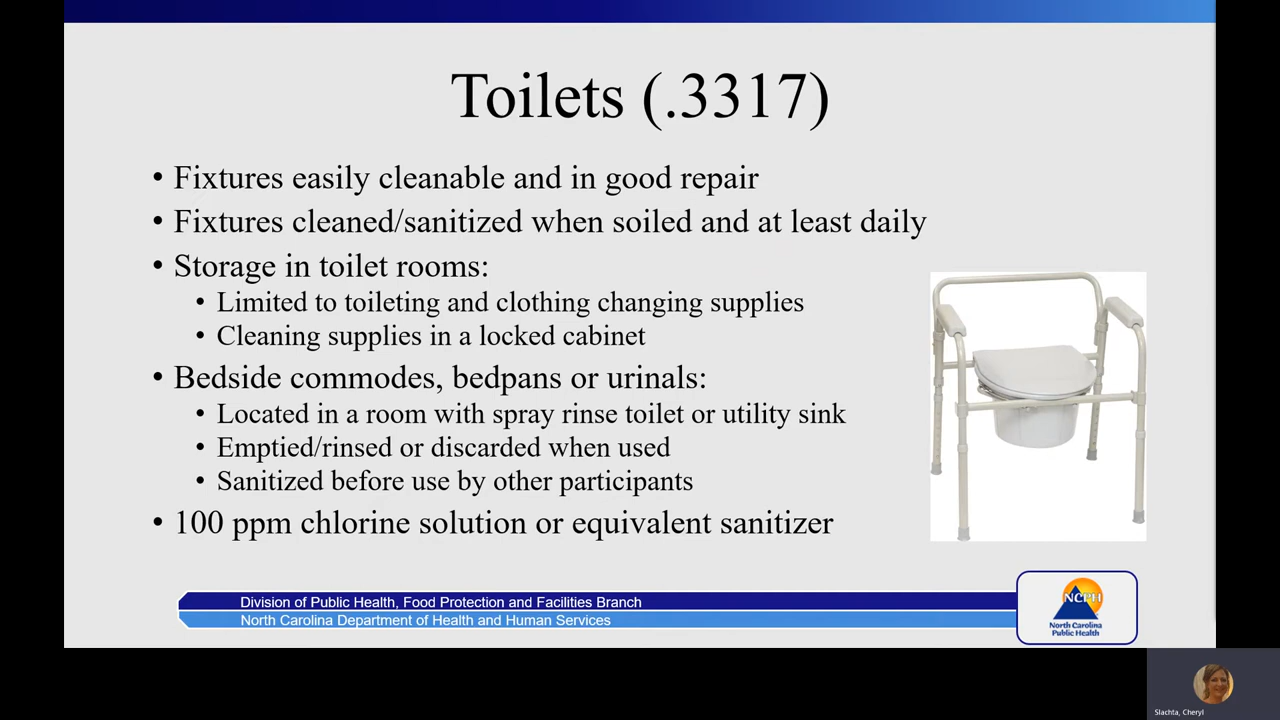 Toilets (.3317)
• Fixtures easily cleanable and in good repair
• Fixtures cleaned/sanitized when soiled and at least daily
• Storage in toilet rooms:
• Limited to toileting and clothing changing supplies
• Cleaning supplies in a locked cabinet
• Bedside commodes, bedpans or urinals:
• Located in a room with spray rinse toilet or utility sink
• Emptied/rinsed or discarded when used
• Sanitized before use by other participants
• 100 ppm chlorine solution or equivalent sanitizer
Division of Public Health, Food Protection and Facilities Branch
North Carolina Department of Health and Human Services
NCPH
North Carolina
Public Health
Slachta, Cheryl